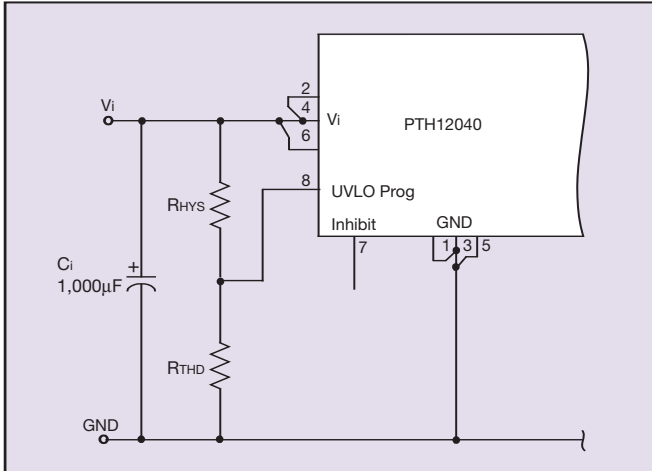 2
Vi
4
Vi
PTH12040
6
8
UVLO Prog
RHYS
Inhibit
GND
7
1
3
5
Ci
+
1,000µF
RTHD
GND